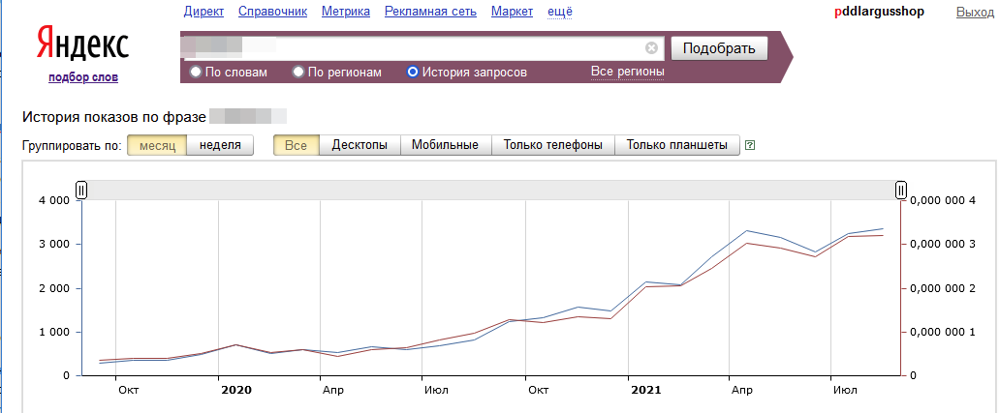 Директ Справочник Метрика Рекламная сеть Маркет ещё pddlargusshop Выход
Яндекс
подбор слов
Подобрать
По словам По регионам История запросов Все регионы
История показов по фразе
Группировать по: месяц неделя Все Десктопы Мобильные Только телефоны Только планшеты ?
4 000 0,000 000 4
3 000 0,000 000 3
2 000 0,000 000 2
1 000 0,000 000 1
0 0
Окт 2020 Апр Июл Окт 2021 Апр Июл